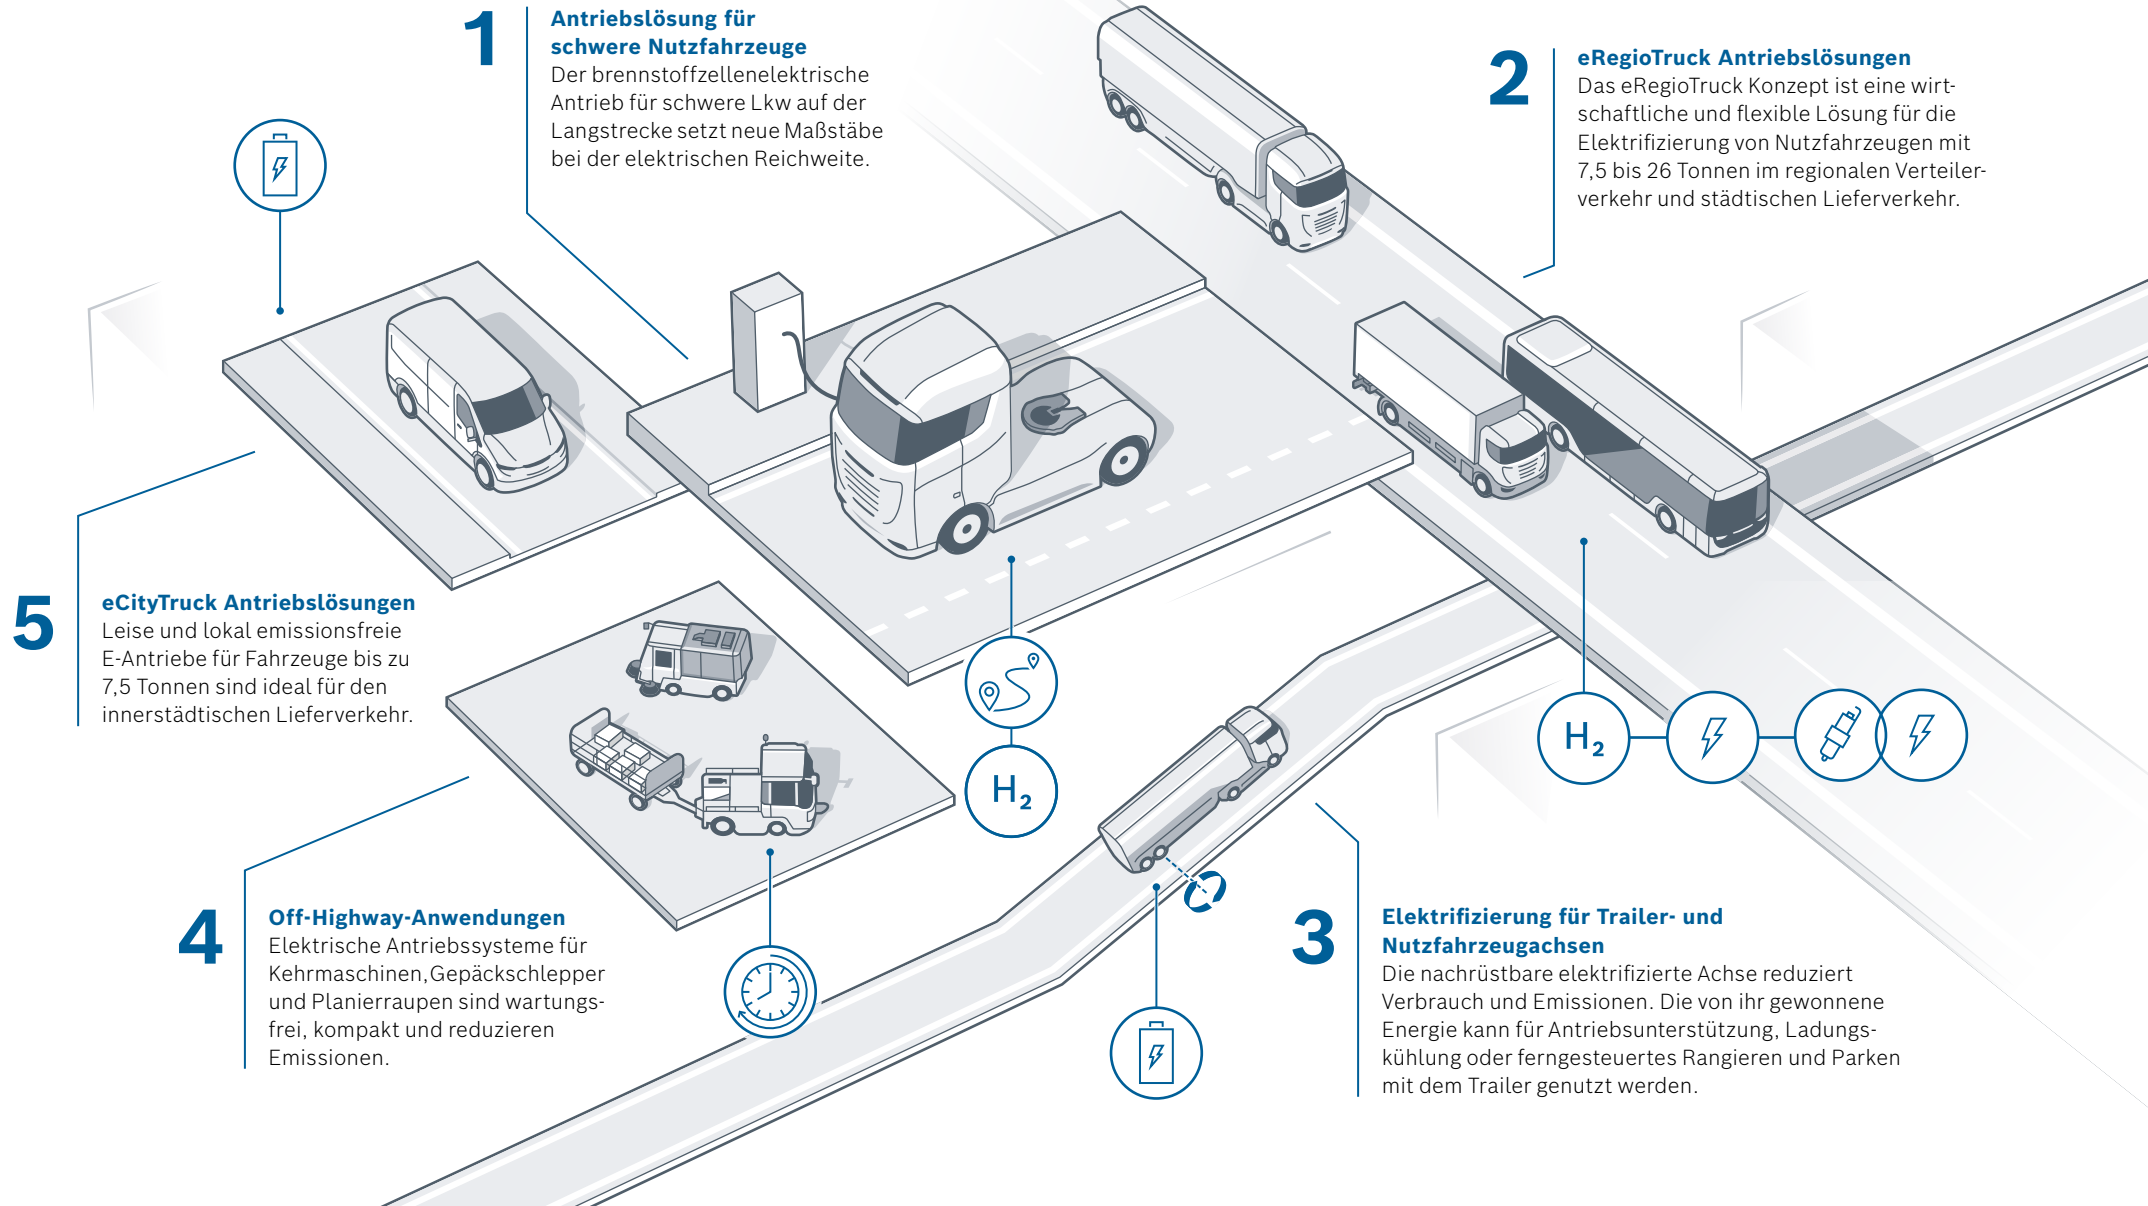 1
Antriebslösung für
schwere Nutzfahrzeuge
Der brennstoffzellenelektrische
Antrieb für schwere Lkw auf der
Langstrecke setzt neue Maßstäbe
bei der elektrischen Reichweite.
2
eRegioTruck Antriebslösungen
Das eRegioTruck Konzept ist eine wirt-
schaftliche und flexible Lösung für die
Elektrifizierung von Nutzfahrzeugen mit
7,5 bis 26 Tonnen im regionalen Verteiler-
verkehr und städtischen Lieferverkehr.
5
eCityTruck Antriebslösungen
Leise und lokal emissionsfreie
E-Antriebe für Fahrzeuge bis zu
7,5 Tonnen sind ideal für den
innerstädtischen Lieferverkehr.
H₂
H₂
4
Off-Highway-Anwendungen
Elektrische Antriebssysteme für
Kehrmaschinen, Gepäckschlepper
und Planierraupen sind wartungs-
frei, kompakt und reduzieren
Emissionen.
3
Elektrifizierung für Trailer- und
Nutzfahrzeugachsen
Die nachrüstbare elektrifizierte Achse reduziert
Verbrauch und Emissionen. Die von ihr gewonnene
Energie kann für Antriebsunterstützung, Ladungs-
kühlung oder ferngesteuertes Rangieren und Parken
mit dem Trailer genutzt werden.